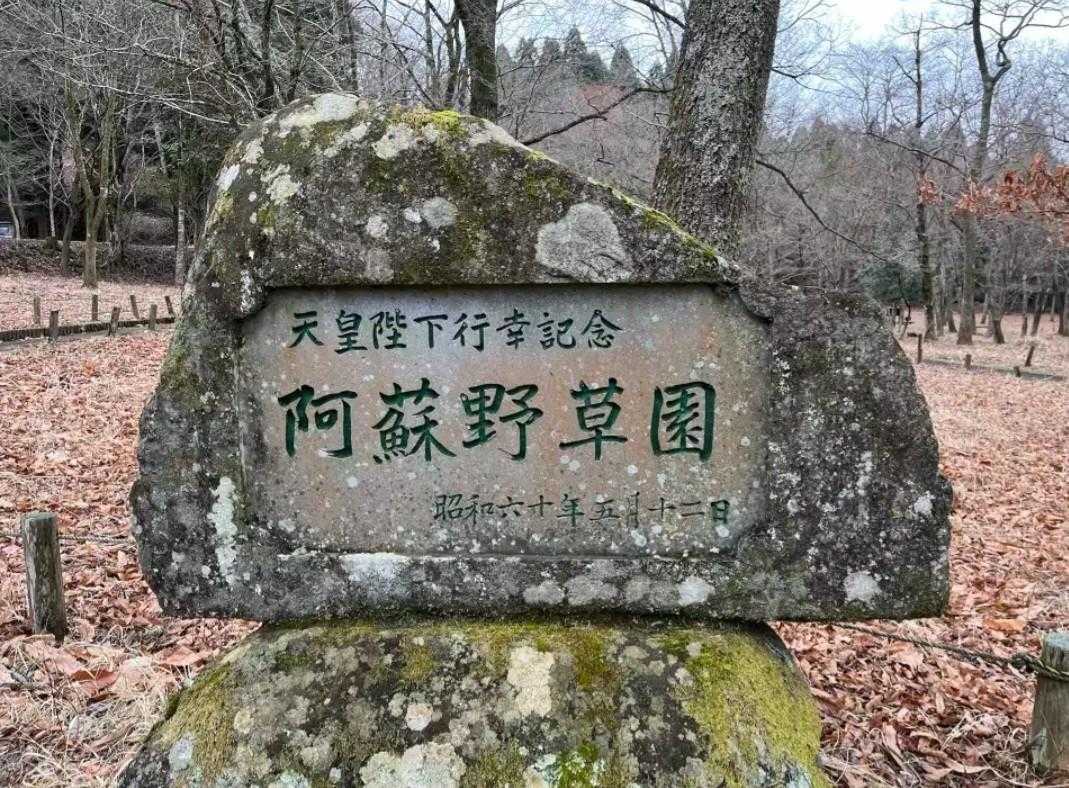 天皇陛下行幸記念
阿蘇野草園
昭和六十年五月十二日